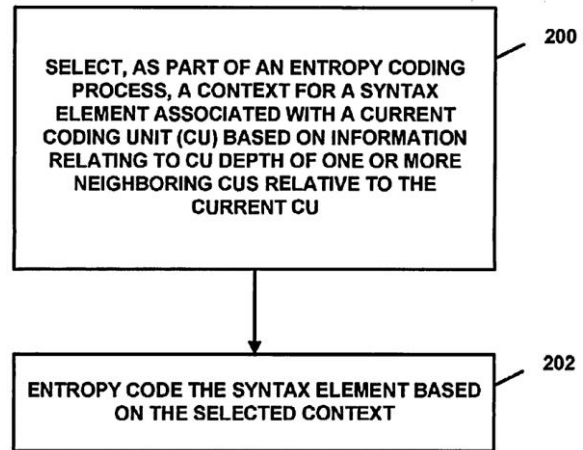 200
SELECT, AS PART OF AN ENTROPY CODING
PROCESS, A CONTEXT FOR A SYNTAX
ELEMENT ASSOCIATED WITH A CURRENT
CODING UNIT (CU) BASED ON INFORMATION
RELATING TO CU DEPTH OF ONE OR MORE
NEIGHBORING CUS RELATIVE TO THE
CURRENT CU
202
ENTROPY CODE THE SYNTAX ELEMENT BASED
ON THE SELECTED CONTEXT